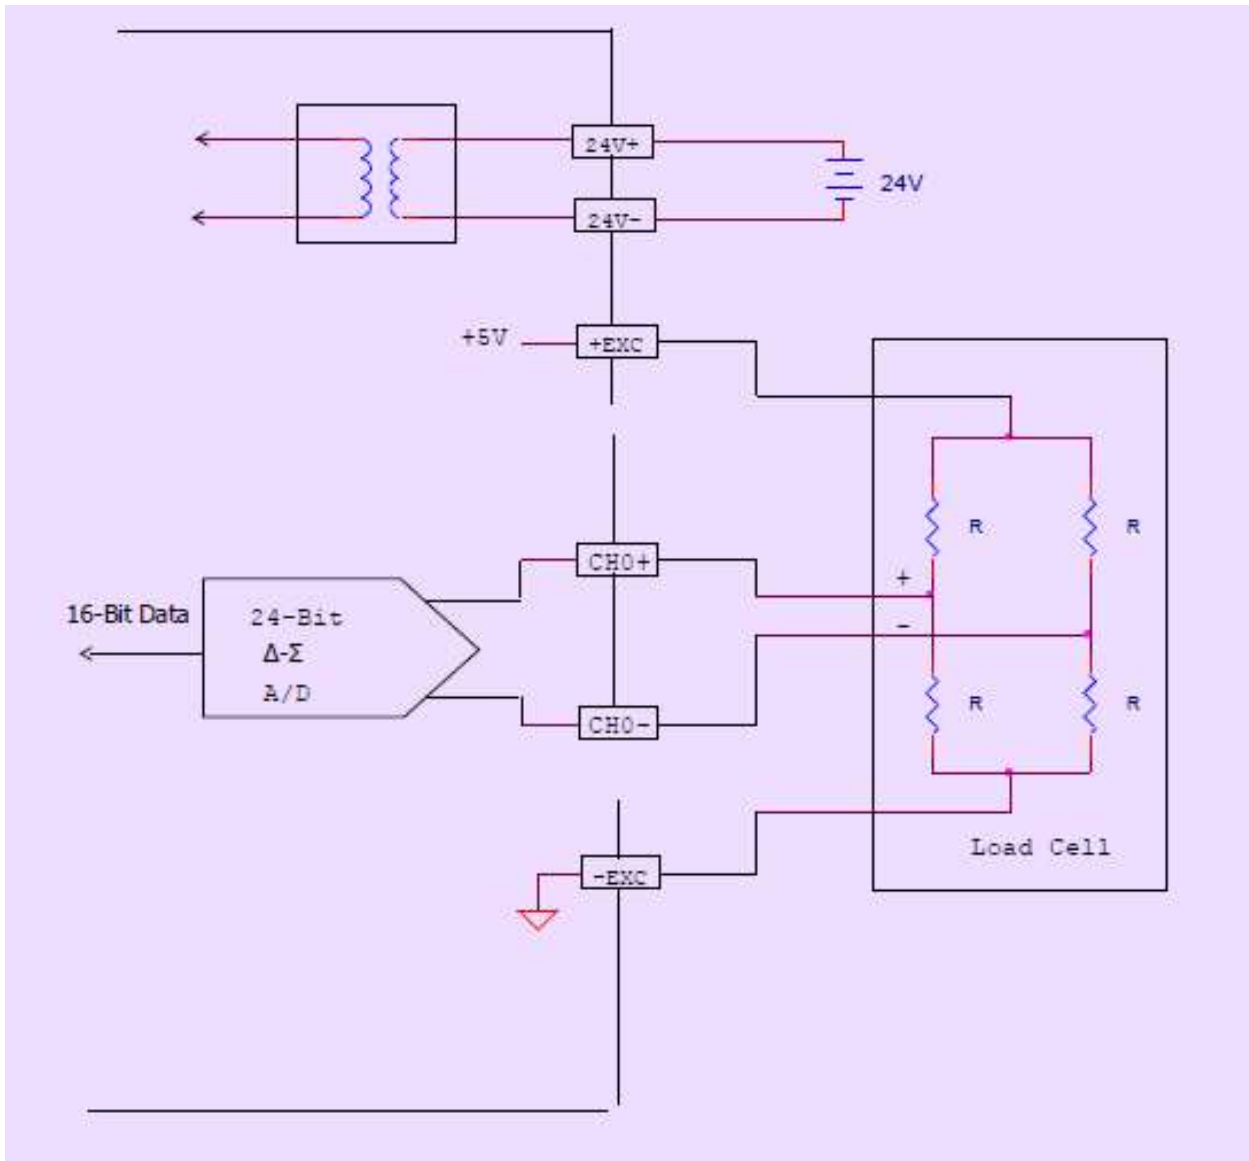 24V+
24V
24V-
+5V
+EXC
R
R
CH0+
+
16-Bit Data
24-Bit
Δ-Σ
A/D
-
R
R
CH0-
Load Cell
-EXC